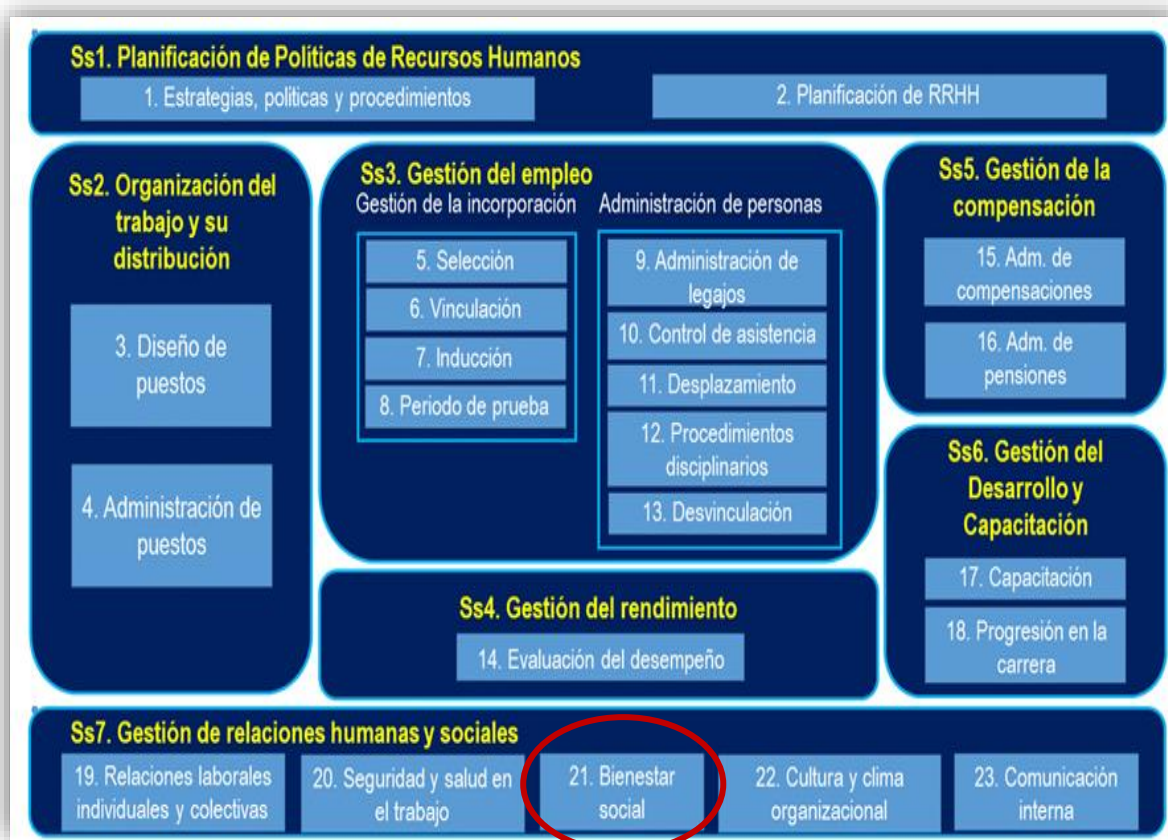 Ss1. Planificación de Políticas de Recursos Humanos
1. Estrategias, políticas y procedimientos
2. Planificación de RRHH
Ss2. Organización del
trabajo y su
distribución
3. Diseño de
puestos
4. Administración de
puestos
Ss3. Gestión del empleo
Gestión de la incorporación
5. Selección
6. Vinculación
7. Inducción
8. Periodo de prueba
Administración de personas
9. Administración de
legajos
10. Control de asistencia
11. Desplazamiento
12. Procedimientos
disciplinarios
13. Desvinculación
Ss4. Gestión del rendimiento
14. Evaluación del desempeño
Ss5. Gestión de la
compensación
15. Adm. de
compensaciones
16. Adm. de
pensiones
Ss6. Gestión del
Desarrollo y
Capacitación
17. Capacitación
18. Progresión en la
carrera
Ss7. Gestión de relaciones humanas y sociales
19. Relaciones laborales
individuales y colectivas
20. Seguridad y salud en
el trabajo
21. Bienestar
social
22. Cultura y clima
organizacional
23. Comunicación
interna